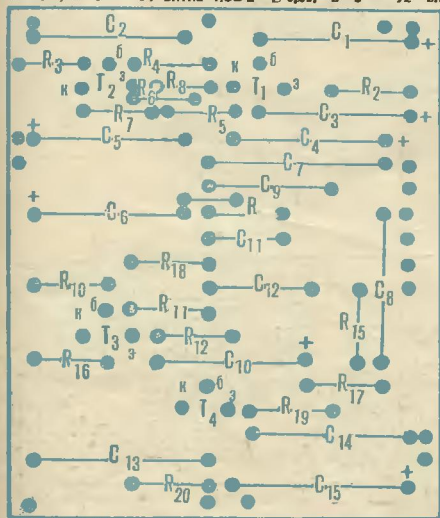 C2 C1
+
R3 б R4
к T2 э R R8 к T1 б э R2
6
R7 R5 C3 +
+ C5 C4 +
C7
C9
+ C6 R
C11
R18
R10 C12 C8
к б R11 R15
T3 э R12 +
R16 C10
к б R17
T4 э R19
C14
C13 +
R20 C15